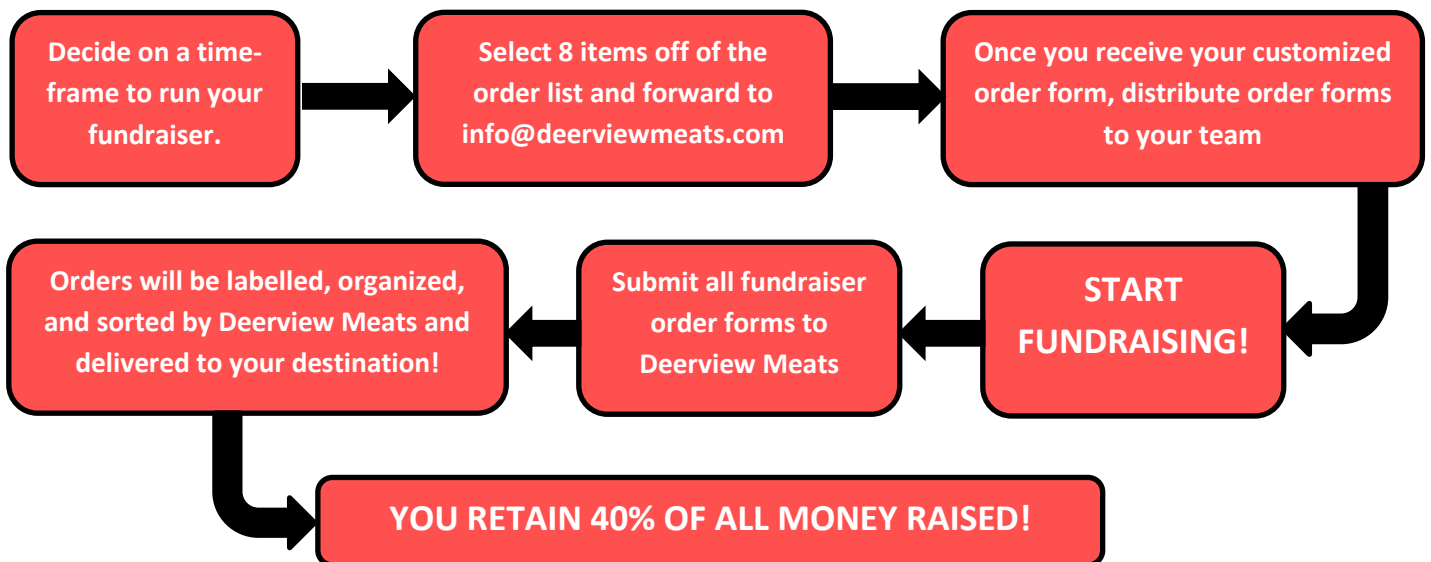 Decide on a time-
frame to run your
fundraiser.
Select 8 items off of the
order list and forward to
info@deerviewmeats.com
Once you receive your customized
order form, distribute order forms
to your team
START
FUNDRAISING!
Submit all fundraiser
order forms to
Deerview Meats
Orders will be labelled, organized,
and sorted by Deerview Meats and
delivered to your destination!
YOU RETAIN 40% OF ALL MONEY RAISED!